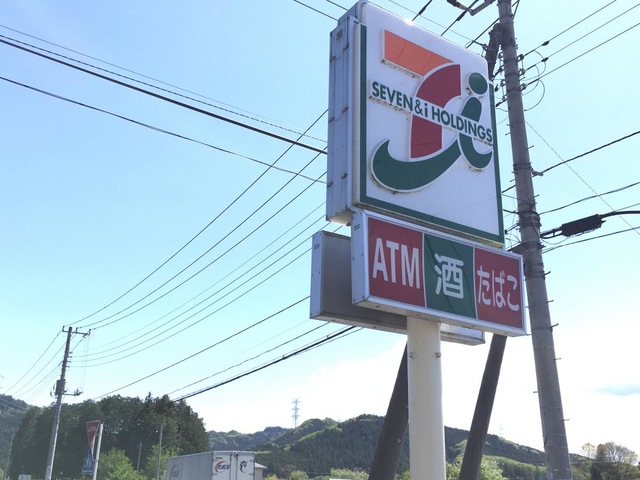 SEVEN & i HOLDINGS
ATM 酒 たばこ